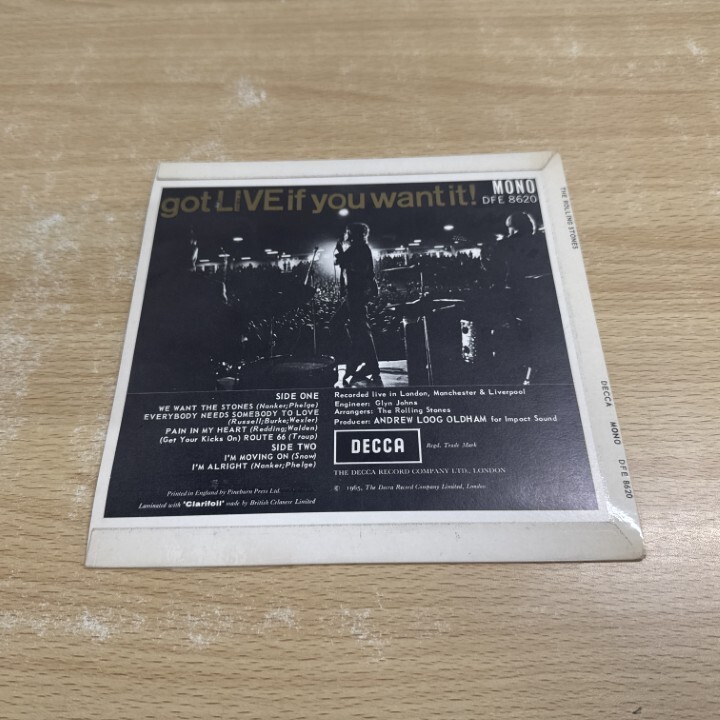 got LIVE if you want it!
MONO
DFE 8620
SIDE ONE
WE WANT THE STONES (Nanker;Phelge)
EVERYBODY NEEDS SOMEBODY TO LOVE
(Russell;Burke;Wexler)
PAIN IN MY HEART (Redding;Walden)
(Get Your Kicks On) ROUTE 66 (Troup)
SIDE TWO
I'M MOVING ON (Snow)
I'M ALRIGHT (Nanker;Phelge)
Recorded live in London, Manchester & Liverpool
Engineer: Glyn Johns
Arrangers: The Rolling Stones
Producer: ANDREW LOOG OLDHAM for Impact Sound
DECCA
Regd. Trade Mark
THE DECCA RECORD COMPANY LTD., LONDON
© 1965, The Decca Record Company Limited, London
Printed in England by Fineburn Press Ltd.
Laminated with "Clarifoil" made by British Celanese Limited
THE ROLLING STONES
DECCA MONO DFE 8620